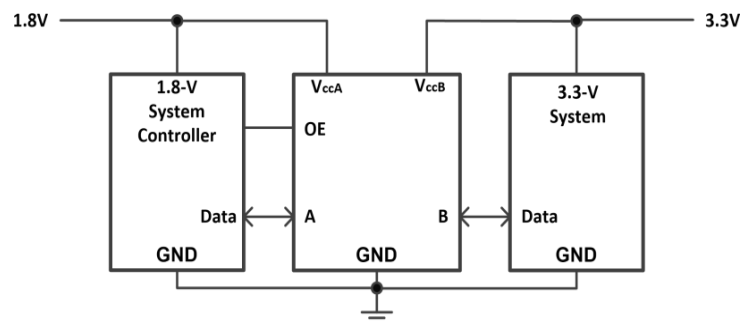 1.8V
3.3V
1.8-V
System
Controller
VccA
VccB
3.3-V
System
OE
Data
A
B
Data
GND
GND
GND